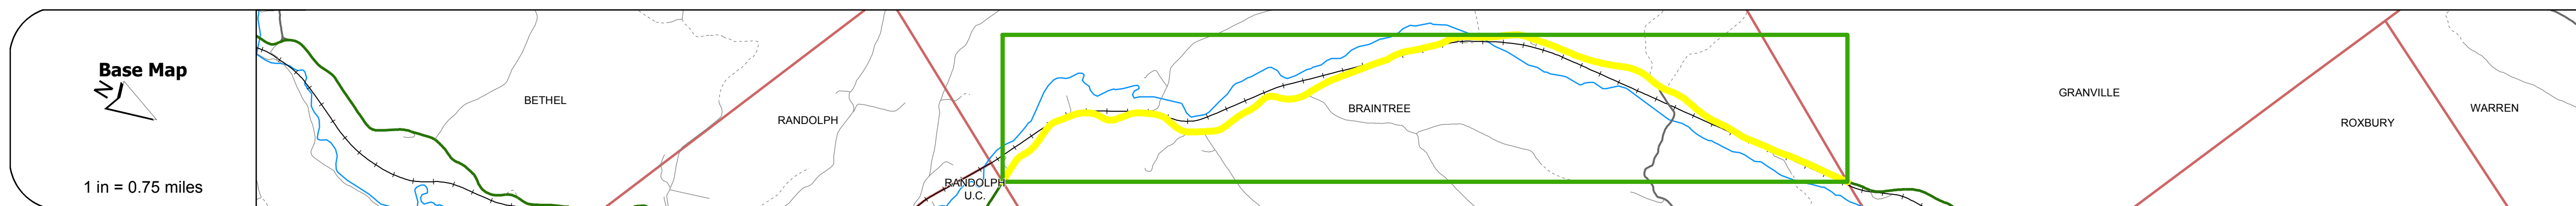 Base Map
N
1 in = 0.75 miles
BETHEL
RANDOLPH
RANDOLPH
U.C.
BRAINTREE
GRANVILLE
ROXBURY
WARREN